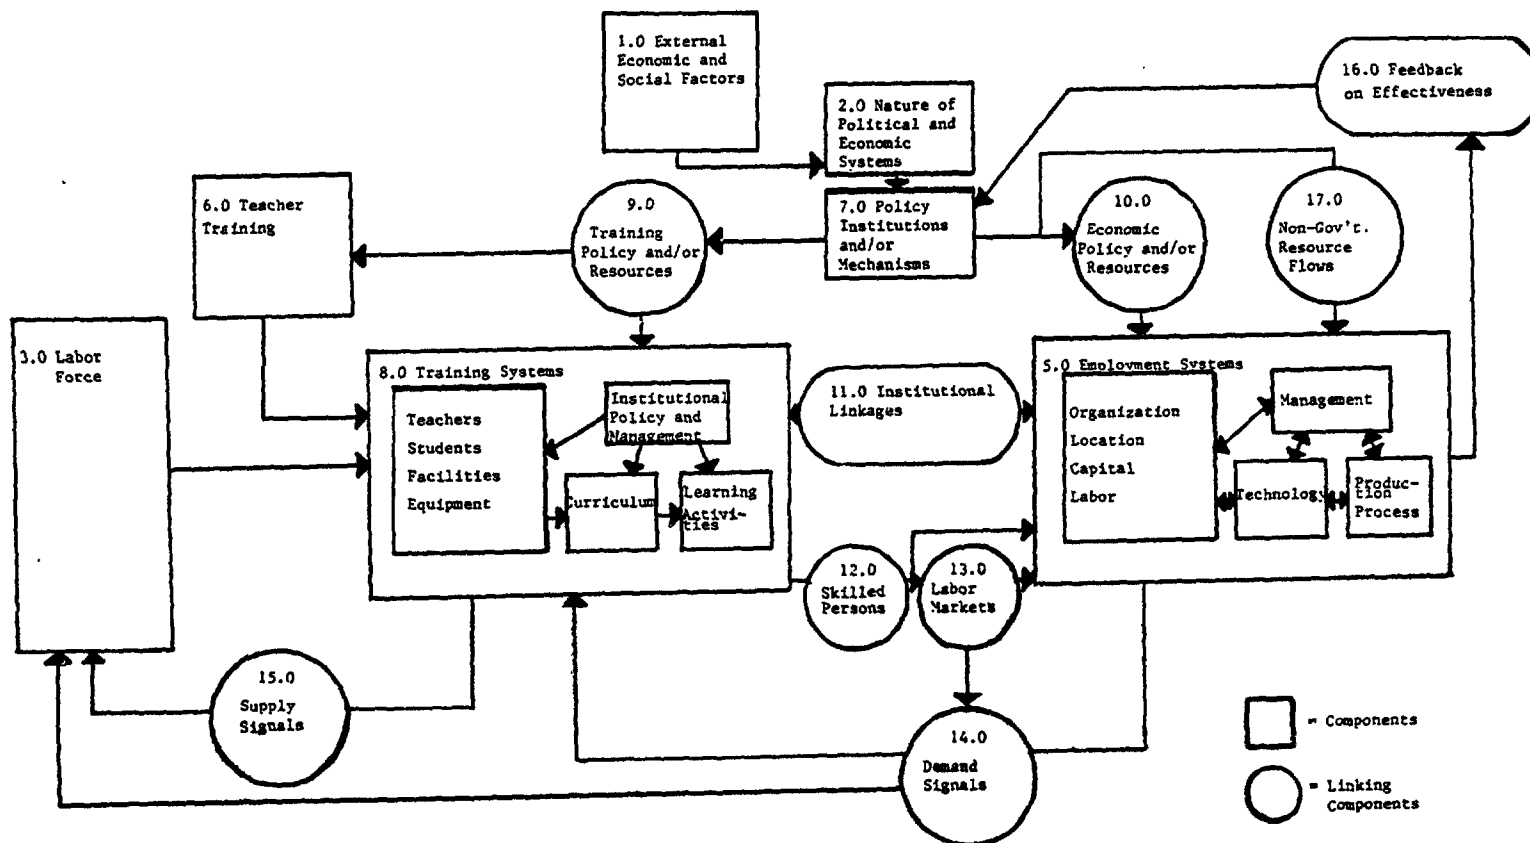 1.0 External
Economic and
Social Factors
16.0 Feedback
on Effectiveness
2.0 Nature of
Political and
Economic
Systems
6.0 Teacher
Training
9.0
Training
Policy and/or
Resources
7.0 Policy
Institutions
and/or
Mechanisms
10.0
Economic
Policy and/or
Resources
17.0
Non-Gov't.
Resource
Flows
3.0 Labor
Force
8.0 Training Systems
Teachers
Students
Facilities
Equipment
Institutional
Policy and
Management
Curriculum
Learning
Activi-
ties
11.0 Institutional
Linkages
5.0 Employment Systems
Organization
Location
Capital
Labor
Management
Technology
Produc-
tion
Process
12.0
Skilled
Persons
13.0
Labor
Markets
15.0
Supply
Signals
14.0
Demand
Signals
= Components
= Linking
Components